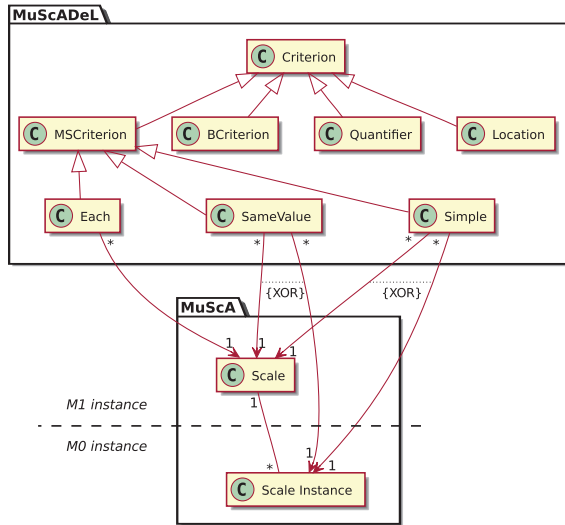 MuScADeL
C Criterion
C MSCriterion
C BCriterion
C Quantifier
C Location
C Each
C SameValue
C Simple
* * * * *
{XOR} {XOR}
MuScA
1 1 1
C Scale
1
M1 instance
M0 instance
1
* 1
C Scale Instance